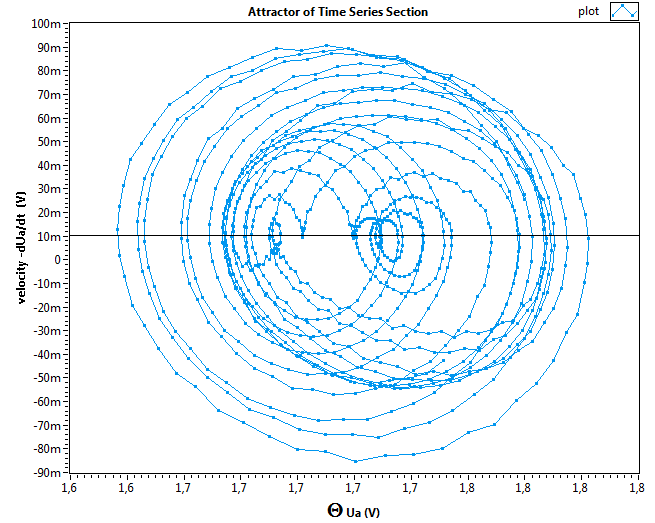 Attractor of Time Series Section
plot
100m
90m
80m
70m
60m
50m
40m
30m
20m
10m
0
-10m
-20m
-30m
-40m
-50m
-60m
-70m
-80m
-90m
velocity -dUa/dt (V)
1,6 1,6 1,7 1,7 1,7 1,7 1,7 1,8 1,8 1,8
Θ Ua (V)